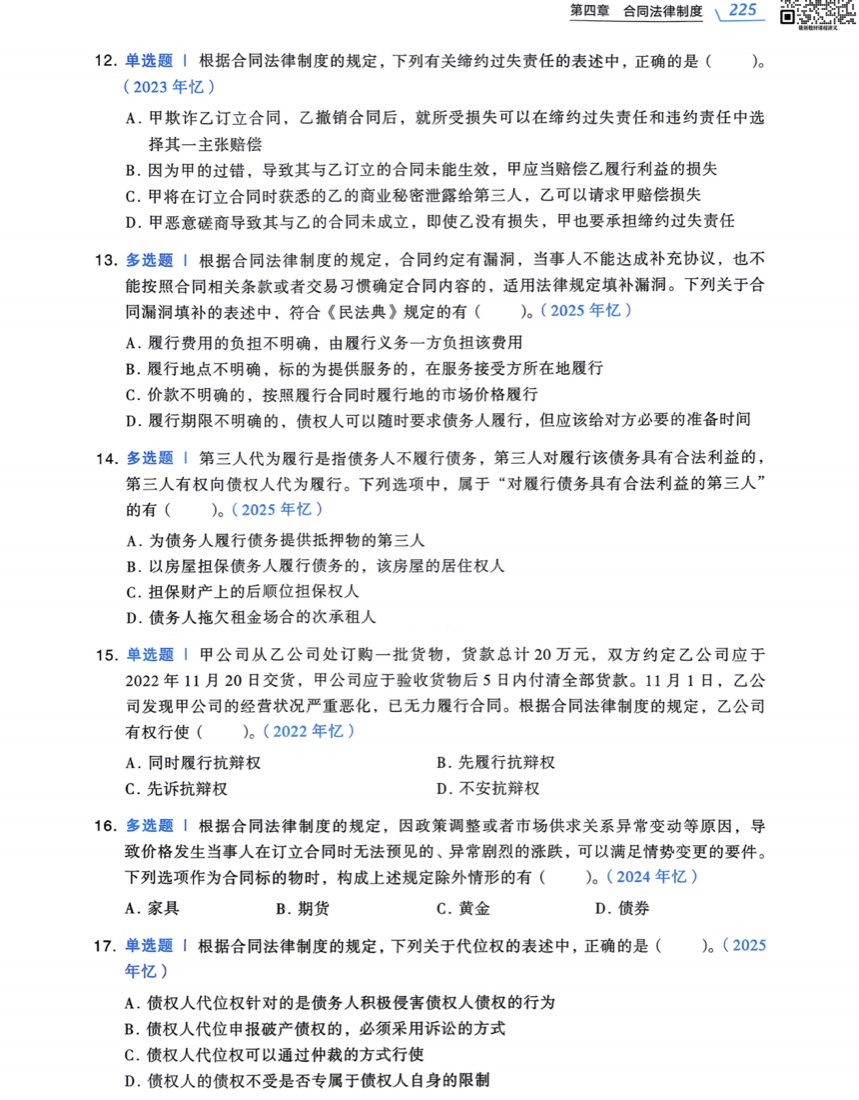 第四章 合同法律制度 225
12. 单选题 | 根据合同法律制度的规定，下列有关缔约过失责任的表述中，正确的是（ ）。
（2023 年忆）
A. 甲欺诈乙订立合同，乙撤销合同后，就所受损失可以在缔约过失责任和违约责任中选
择其一主张赔偿
B. 因为甲的过错，导致其与乙订立的合同未能生效，甲应当赔偿乙履行利益的损失
C. 甲将在订立合同时获悉的乙的商业秘密泄露给第三人，乙可以请求甲赔偿损失
D. 甲恶意磋商导致其与乙的合同未成立，即使乙没有损失，甲也要承担缔约过失责任
13. 多选题 | 根据合同法律制度的规定，合同约定有漏洞，当事人不能达成补充协议，也不
能按照合同相关条款或者交易习惯确定合同内容的，适用法律规定填补漏洞。下列关于合
同漏洞填补的表述中，符合《民法典》规定的有（ ）。（2025 年忆）
A. 履行费用的负担不明确，由履行义务一方负担该费用
B. 履行地点不明确，标的为提供服务的，在服务接受方所在地履行
C. 价款不明确的，按照履行合同时履行地的市场价格履行
D. 履行期限不明确的，债权人可以随时要求债务人履行，但应该给对方必要的准备时间
14. 多选题 | 第三人代为履行是指债务人不履行债务，第三人对履行该债务具有合法利益的，
第三人有权向债权人代为履行。下列选项中，属于“对履行债务具有合法利益的第三人”
的有（ ）。（2025 年忆）
A. 为债务人履行债务提供抵押物的第三人
B. 以房屋担保债务人履行债务的，该房屋的居住权人
C. 担保财产上的后顺位担保权人
D. 债务人拖欠租金场合的次承租人
15. 单选题 | 甲公司从乙公司处订购一批货物，货款总计 20 万元，双方约定乙公司应于
2022 年 11 月 20 日交货，甲公司应于验收货物后 5 日内付清全部货款。11 月 1 日，乙公
司发现甲公司的经营状况严重恶化，已无力履行合同。根据合同法律制度的规定，乙公司
有权行使（ ）。（2022 年忆）
A. 同时履行抗辩权 B. 先履行抗辩权
C. 先诉抗辩权 D. 不安抗辩权
16. 多选题 | 根据合同法律制度的规定，因政策调整或者市场供求关系异常变动等原因，导
致价格发生当事人在订立合同时无法预见的、异常剧烈的涨跌，可以满足情势变更的要件。
下列选项作为合同标的物时，构成上述规定除外情形的有（ ）。（2024 年忆）
A. 家具 B. 期货 C. 黄金 D. 债券
17. 单选题 | 根据合同法律制度的规定，下列关于代位权的表述中，正确的是（ ）。（2025
年忆）
A. 债权人代位权针对的是债务人积极侵害债权人债权的行为
B. 债权人代位申报破产债权的，必须采用诉讼的方式
C. 债权人代位权可以通过仲裁的方式行使
D. 债权人的债权不受是否专属于债权人自身的限制